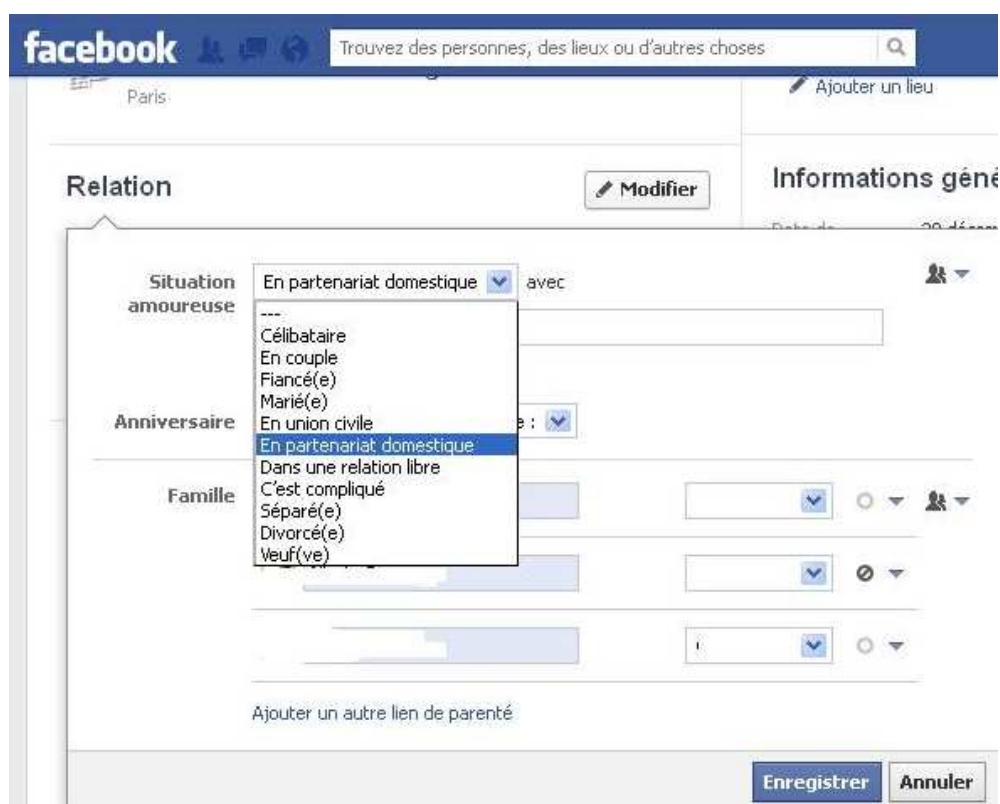 facebook
Trouvez des personnes, des lieux ou d'autres choses
Paris
Ajouter un lieu
Relation
Modifier
Informations géné
Situation amoureuse
En partenariat domestique
avec
---
Célibataire
En couple
Fiancé(e)
Marié(e)
En union civile
En partenariat domestique
Dans une relation libre
C'est compliqué
Séparé(e)
Divorcé(e)
Veuf(ve)
Anniversaire
e :
Famille
Ajouter un autre lien de parenté
Enregistrer
Annuler